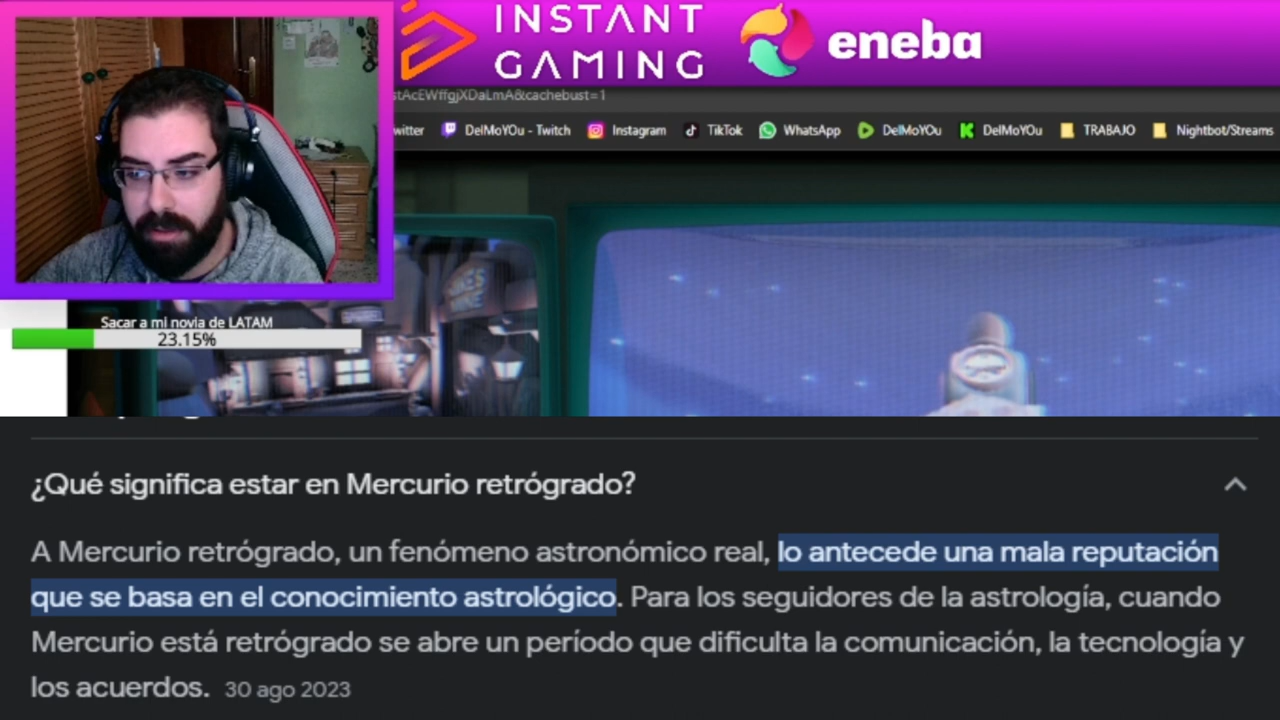 INSTANT
GAMING
eneba
stAcEWffgjXDaLmA&cachebust=1
witter DelMoYOu - Twitch Instagram TikTok WhatsApp DelMoYOu DelMoYOu TRABAJO Nightbot/Streams
Sacar a mi novia de LATAM
23.15%
¿Qué significa estar en Mercurio retrógrado?
A Mercurio retrógrado, un fenómeno astronómico real, lo antecede una mala reputación
que se basa en el conocimiento astrológico. Para los seguidores de la astrología, cuando
Mercurio está retrógrado se abre un período que dificulta la comunicación, la tecnología y
los acuerdos. 30 ago 2023